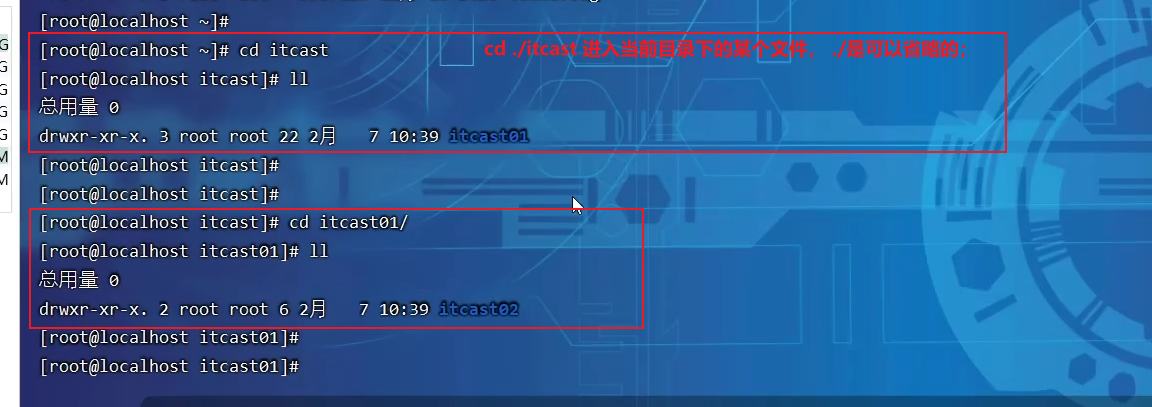 [root@localhost ~]#
[root@localhost ~]# cd itcast
cd ./itcast 进入当前目录下的某个文件, ./是可以省略的;
[root@localhost itcast]# ll
总用量 0
drwxr-xr-x. 3 root root 22 2月   7 10:39 itcast01
[root@localhost itcast]#
[root@localhost itcast]#
[root@localhost itcast]# cd itcast01/
[root@localhost itcast01]# ll
总用量 0
drwxr-xr-x. 2 root root 6 2月   7 10:39 itcast02
[root@localhost itcast01]#
[root@localhost itcast01]#
G
G
G
G
G
M
M